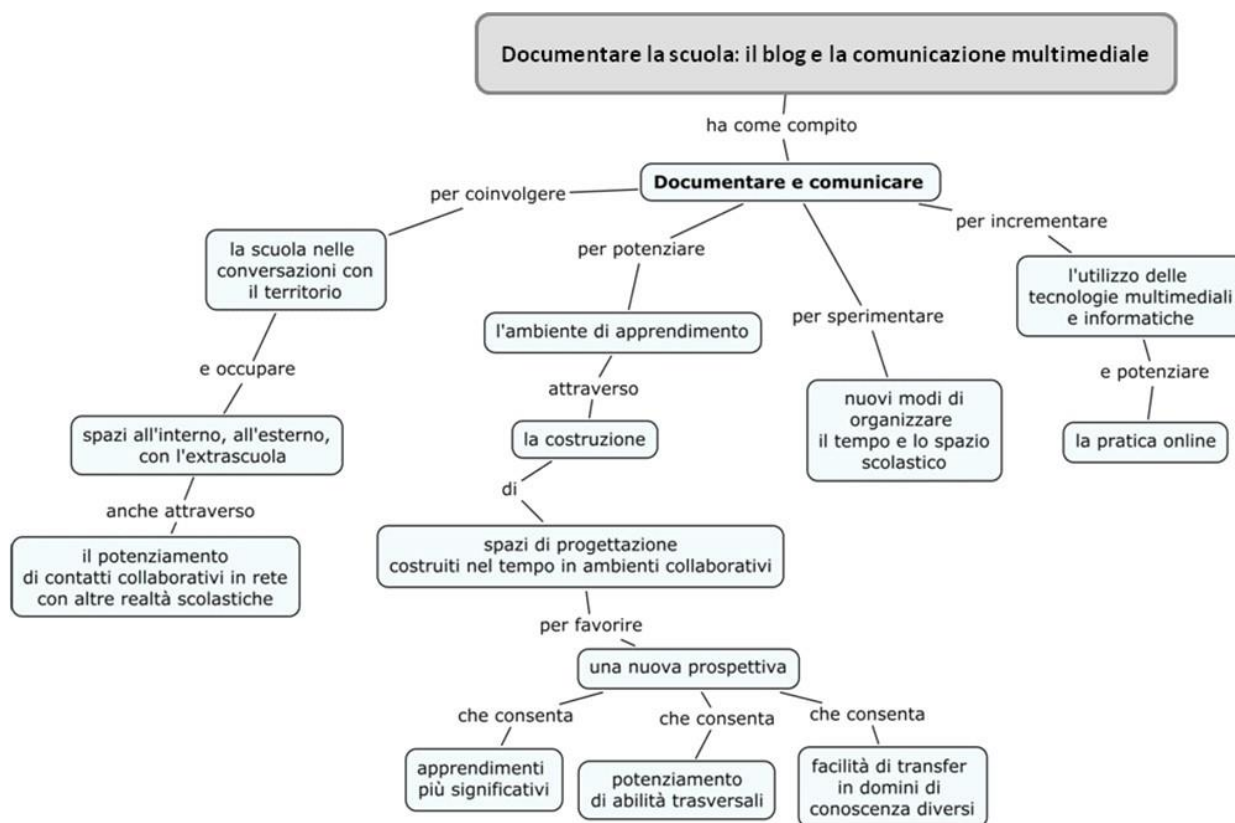 Documentare la scuola: il blog e la comunicazione multimediale
ha come compito
Documentare e comunicare
per coinvolgere
la scuola nelle
conversazioni con
il territorio
e occupare
spazi all'interno, all'esterno,
con l'extrascuola
anche attraverso
il potenziamento
di contatti collaborativi in rete
con altre realtà scolastiche
per potenziare
l'ambiente di apprendimento
attraverso
la costruzione
di
spazi di progettazione
costruiti nel tempo in ambienti collaborativi
per favorire
una nuova prospettiva
che consenta
apprendimenti
più significativi
che consenta
potenziamento
di abilità trasversali
che consenta
facilità di transfer
in domini di
conoscenza diversi
per sperimentare
nuovi modi di
organizzare
il tempo e lo spazio
scolastico
per incrementare
l'utilizzo delle
tecnologie multimediali
e informatiche
e potenziare
la pratica online